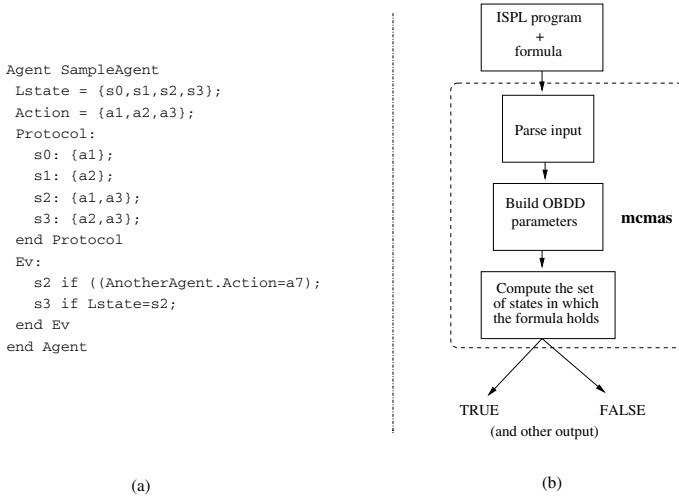 Agent SampleAgent
Lstate = {s0,s1,s2,s3};
Action = {a1,a2,a3};
Protocol:
s0: {a1};
s1: {a2};
s2: {a1,a3};
s3: {a2,a3};
end Protocol
Ev:
s2 if ((AnotherAgent.Action=a7);
s3 if Lstate=s2;
end Ev
end Agent
(a)
ISPL program
+
formula
Parse input
Build OBDD
parameters
mcmas
Compute the set
of states in which
the formula holds
TRUE
FALSE
(and other output)
(b)